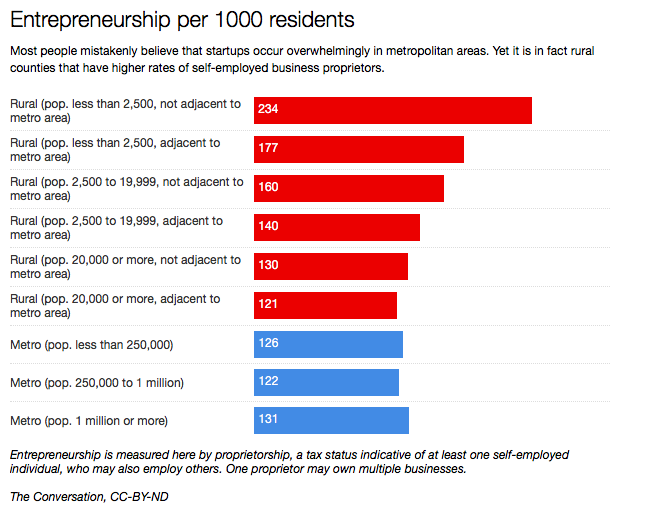 Entrepreneurship per 1000 residents
Most people mistakenly believe that startups occur overwhelmingly in metropolitan areas. Yet it is in fact rural
counties that have higher rates of self-employed business proprietors.
Rural (pop. less than 2,500, not adjacent to
metro area)
234
Rural (pop. less than 2,500, adjacent to
metro area)
177
Rural (pop. 2,500 to 19,999, not adjacent to
metro area)
160
Rural (pop. 2,500 to 19,999, adjacent to
metro area)
140
Rural (pop. 20,000 or more, not adjacent to
metro area)
130
Rural (pop. 20,000 or more, adjacent to
metro area)
121
Metro (pop. less than 250,000)
126
Metro (pop. 250,000 to 1 million)
122
Metro (pop. 1 million or more)
131
Entrepreneurship is measured here by proprietorship, a tax status indicative of at least one self-employed
individual, who may also employ others. One proprietor may own multiple businesses.
The Conversation, CC-BY-ND